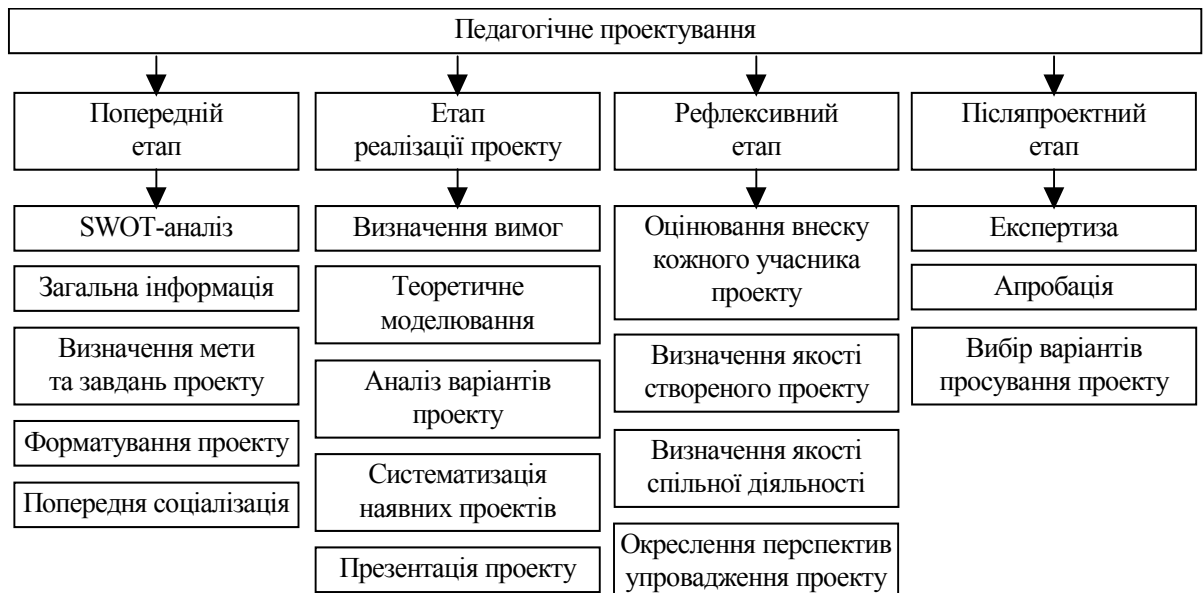 Педагогічне проектування
Попередній
етап
SWOT-аналіз
Загальна інформація
Визначення мети
та завдань проекту
Форматування проекту
Попередня соціалізація
Етап
реалізації проекту
Визначення вимог
Теоретичне
моделювання
Аналіз варіантів
проекту
Систематизація
наявних проектів
Презентація проекту
Рефлексивний
етап
Оцінювання внеску
кожного учасника
проекту
Визначення якості
створеного проекту
Визначення якості
спільної діяльності
Окреслення перспектив
упровадження проекту
Післяпроектний
етап
Експертиза
Апробація
Вибір варіантів
просування проекту